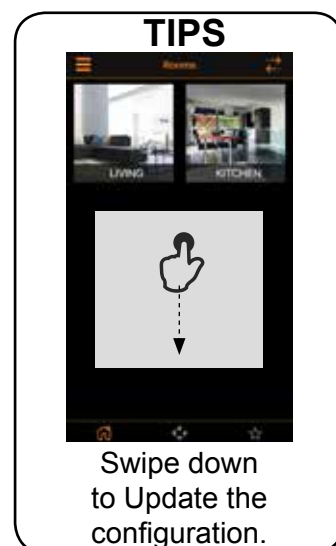 TIPS
Rooms
LIVING
KITCHEN
Swipe down
to Update the
configuration.